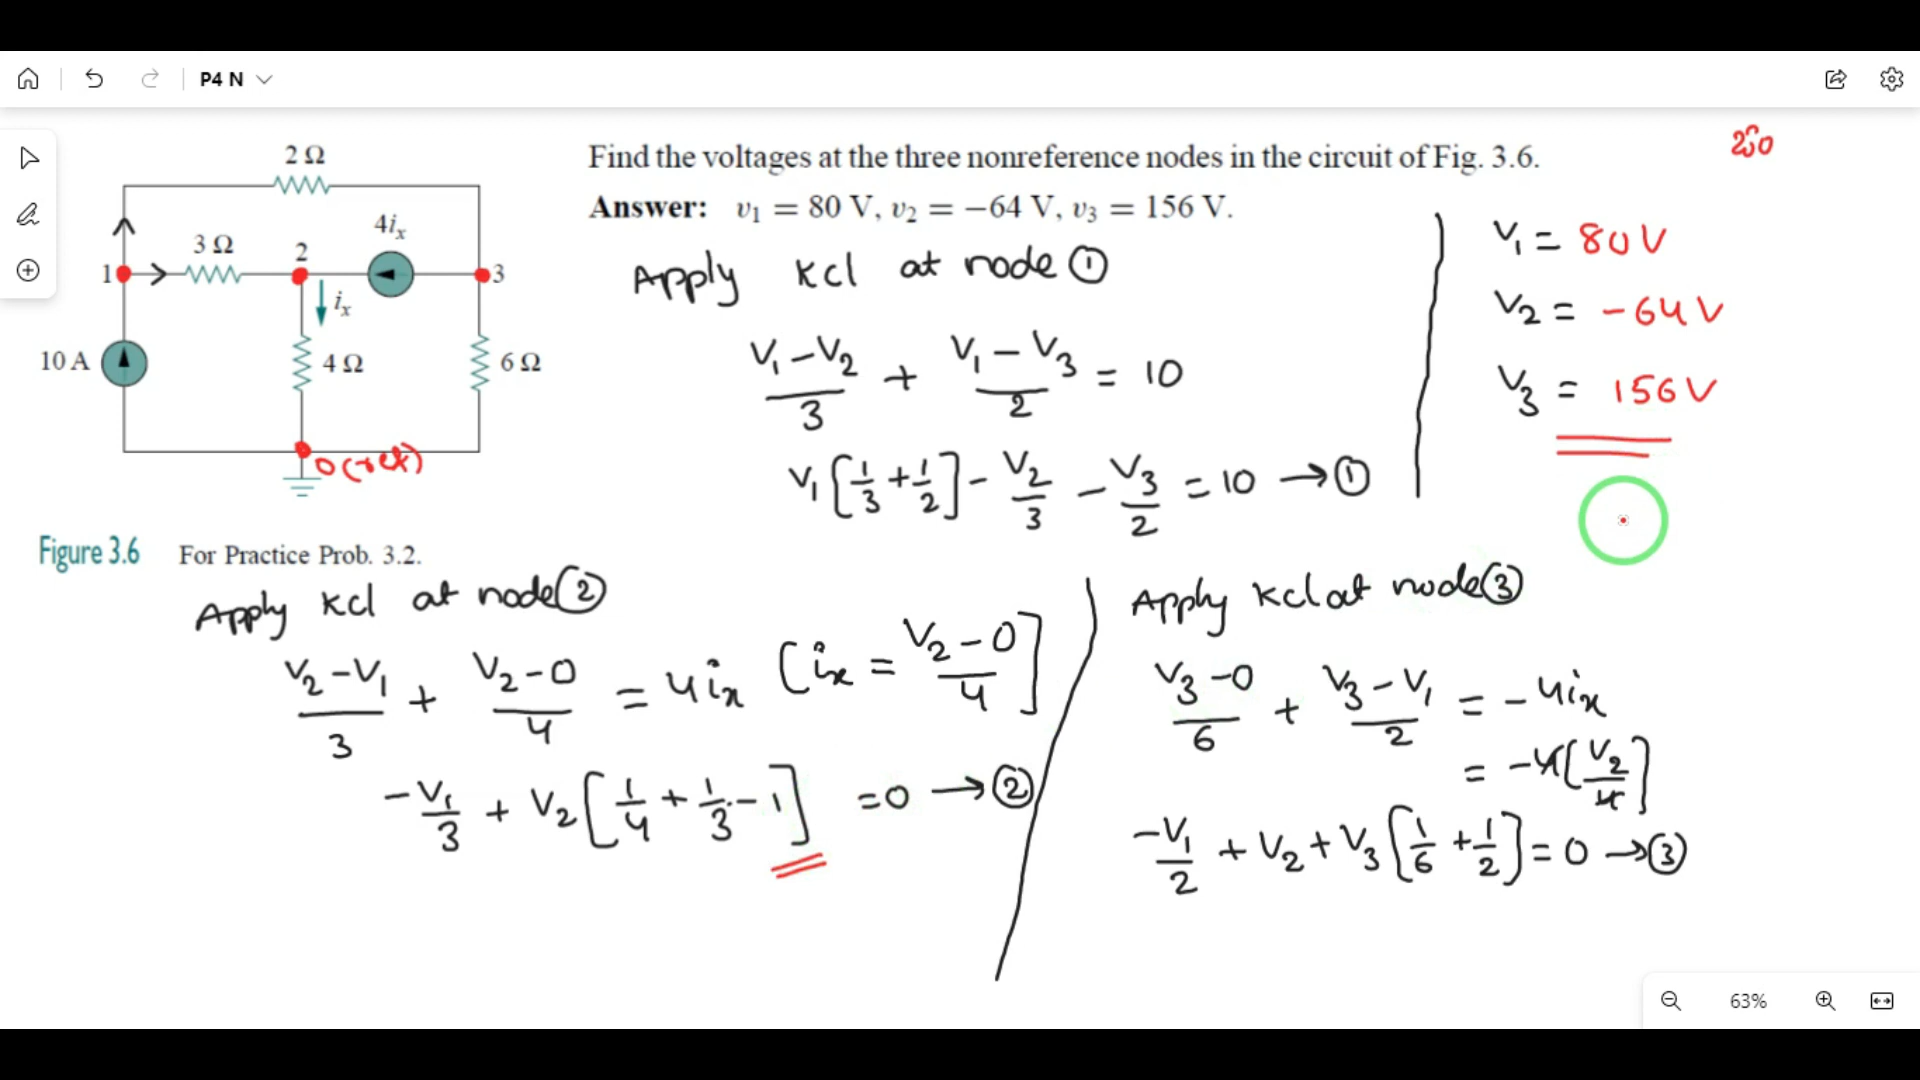 P4 N
2 Ω
Find the voltages at the three nonreference nodes in the circuit of Fig. 3.6.
Answer: v₁ = 80 V, v₂ = −64 V, v₃ = 156 V.
4iₓ
3 Ω
2
1
3
iₓ
10 A
4 Ω
6 Ω
0 (ref)
Figure 3.6 For Practice Prob. 3.2.
Apply KCl at node ①
(V₁ − V₂)/3 + (V₁ − V₃)/2 = 10
V₁[1/3 + 1/2] − V₂/3 − V₃/2 = 10 → ①
V₁ = 80V
V₂ = −64V
V₃ = 156V
Apply KCl at node ②
(V₂ − V₁)/3 + (V₂ − 0)/4 = 4iₓ [iₓ = (V₂ − 0)/4]
−V₁/3 + V₂[1/4 + 1/3 − 1] = 0 → ②
Apply KCl at node ③
(V₃ − 0)/6 + (V₃ − V₁)/2 = −4iₓ
= −4[V₂/4]
−V₁/2 + V₂ + V₃[1/6 + 1/2] = 0 → ③
63%